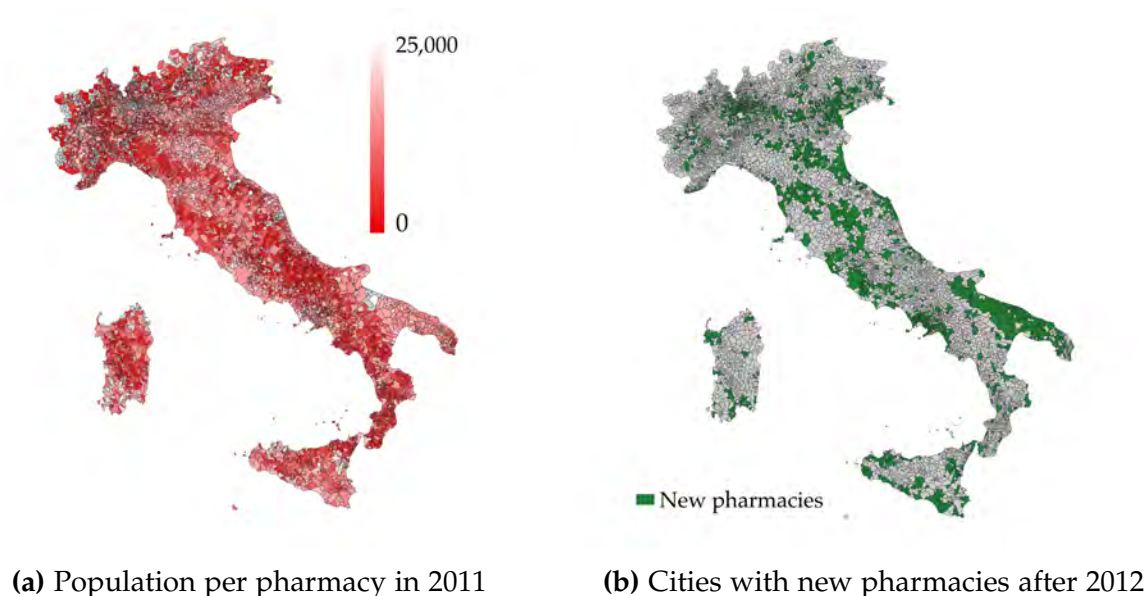 25,000
0
New pharmacies
(a) Population per pharmacy in 2011
(b) Cities with new pharmacies after 2012